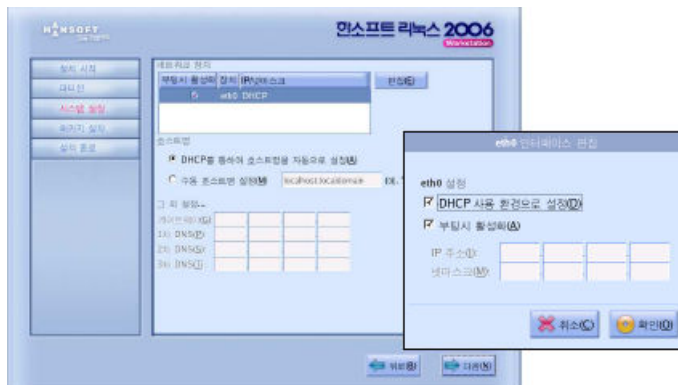 HANSOFT
한소프트 리눅스 2006
Workstation
설치 시작
파티션
시스템 설정
패키지 설치
설치 종료
네트워크 장치
부팅시 활성화 장치 IP/넷마스크
eth0 DHCP
편집(E)
호스트명
DHCP를 통하여 호스트명을 자동으로 설정(A)
수동 호스트명 설정(M) localhost.localdomain (예.
그 외 설정...
게이트웨이(G)
1차 DNS(P)
2차 DNS(S)
3차 DNS(T)
뒤로(B)
다음(N)
eth0 인터페이스 편집
eth0 설정
DHCP 사용 환경으로 설정(D)
부팅시 활성화(A)
IP 주소(I):
넷마스크(M):
취소(C)
확인(O)